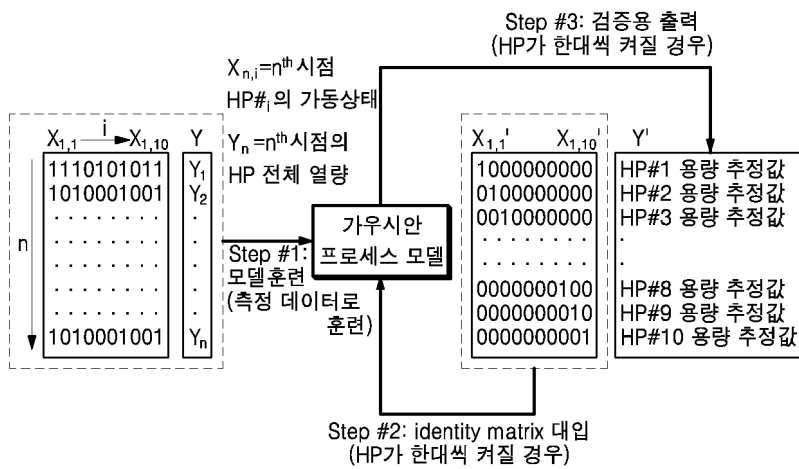 Step #3: 검증용 출력
(HP가 한대씩 켜질 경우)
Xn,i=nth시점
HP#i의 가동상태
Yn=nth시점의
HP 전체 열량
i
X1,1 X1,10 Y
1110101011 Y1
1010001001 Y2
· · · · · · · · ·
· · · · · · · · ·
· · · · · · · · ·
· · · · · · · · ·
· · · · · · · · ·
1010001001 Yn
n
Step #1:
모델훈련
(측정 데이터로
훈련)
가우시안
프로세스 모델
X1,1' X1,10' Y'
1000000000 HP#1 용량 추정값
0100000000 HP#2 용량 추정값
0010000000 HP#3 용량 추정값
· · · · · · · · ·
· · · · · · · · ·
0000000100 HP#8 용량 추정값
0000000010 HP#9 용량 추정값
0000000001 HP#10 용량 추정값
Step #2: identity matrix 대입
(HP가 한대씩 켜질 경우)